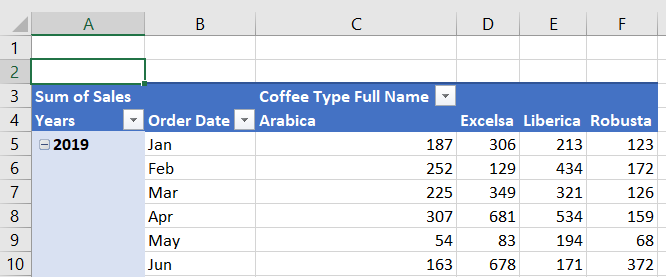 A B C D E F
1
2
3 Sum of Sales Coffee Type Full Name
4 Years Order Date Arabica Excelsa Liberica Robusta
5 2019 Jan 187 306 213 123
6 Feb 252 129 434 172
7 Mar 225 349 321 126
8 Apr 307 681 534 159
9 May 54 83 194 68
10 Jun 163 678 171 372